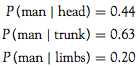 P(man | head) = 0.44
P(man | trunk) = 0.63
P(man | limbs) = 0.20